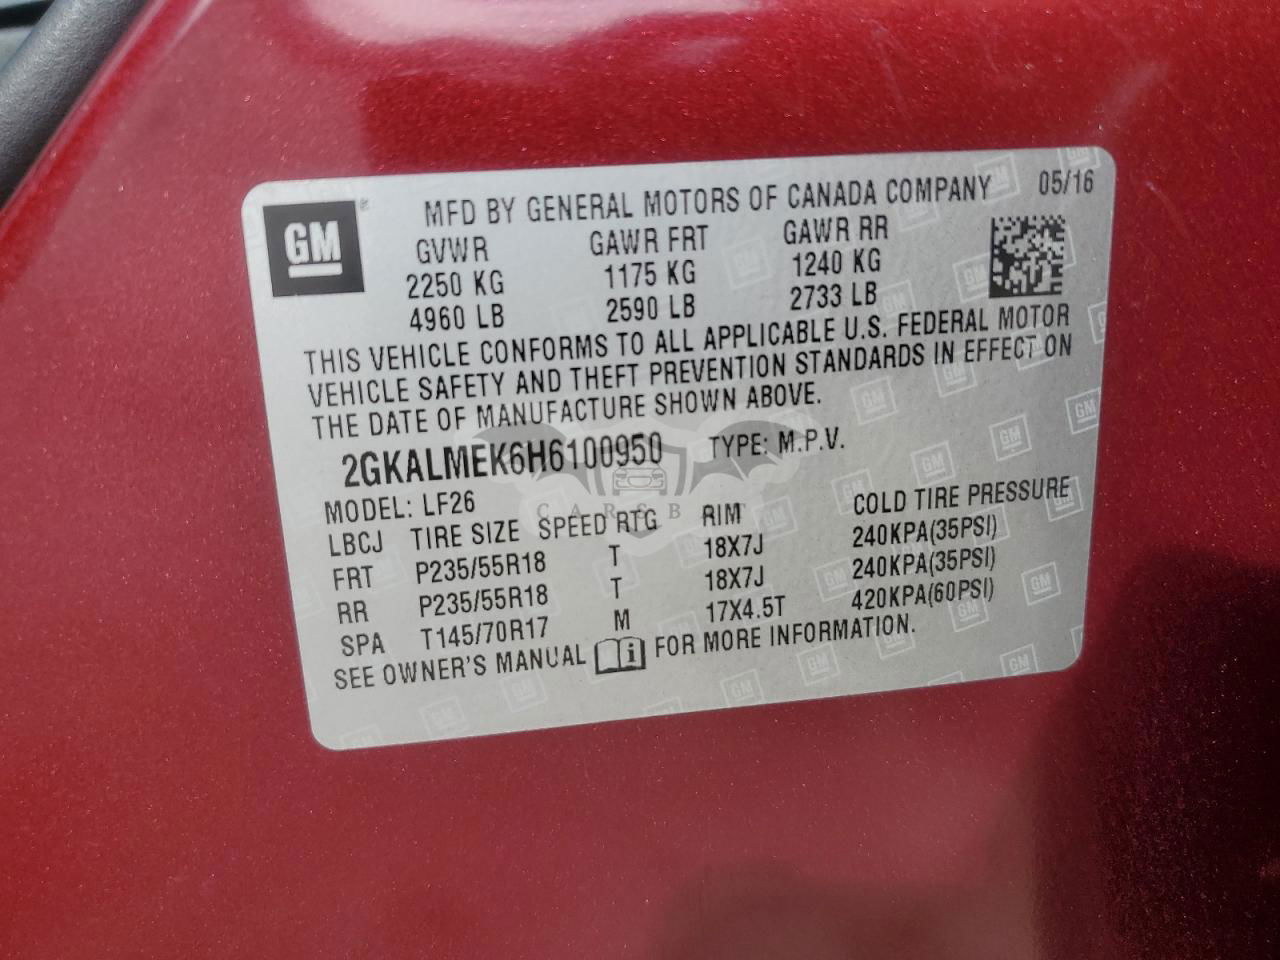 GM ® MFD BY GENERAL MOTORS OF CANADA COMPANY 05/16
GVWR GAWR FRT GAWR RR
2250 KG 1175 KG 1240 KG
4960 LB 2590 LB 2733 LB
THIS VEHICLE CONFORMS TO ALL APPLICABLE U.S. FEDERAL MOTOR
VEHICLE SAFETY AND THEFT PREVENTION STANDARDS IN EFFECT ON
THE DATE OF MANUFACTURE SHOWN ABOVE.
2GKALMEK6H6100950 TYPE: M.P.V.
MODEL: LF26
LBCJ TIRE SIZE SPEED RTG RIM COLD TIRE PRESSURE
FRT P235/55R18 T 18X7J 240KPA(35PSI)
RR P235/55R18 T 18X7J 240KPA(35PSI)
SPA T145/70R17 M 17X4.5T 420KPA(60PSI)
SEE OWNER'S MANUAL i FOR MORE INFORMATION.